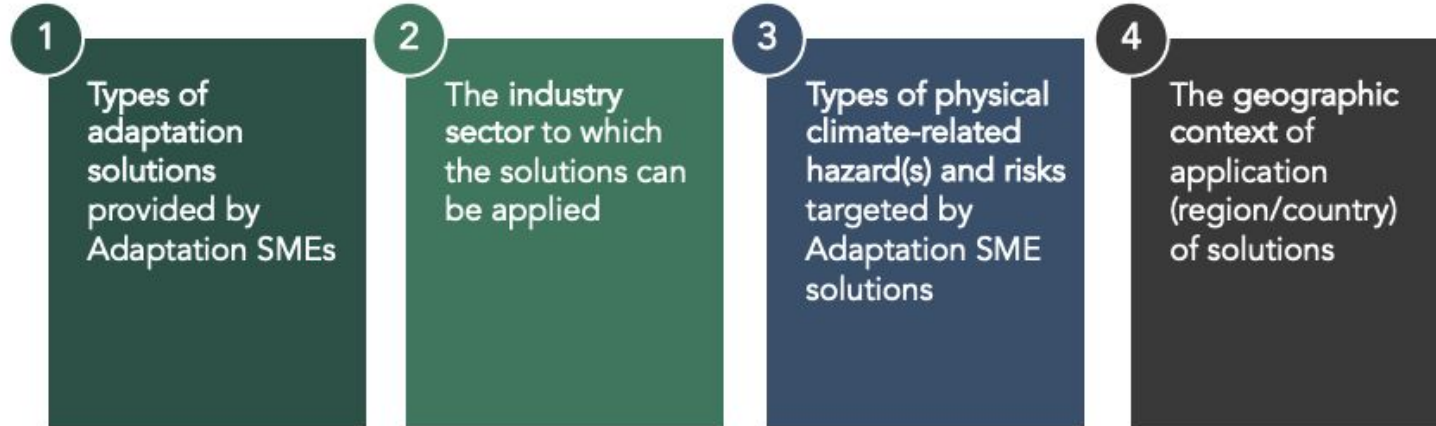 1
Types of
adaptation
solutions
provided by
Adaptation SMEs
2
The industry
sector to which
the solutions can
be applied
3
Types of physical
climate-related
hazard(s) and risks
targeted by
Adaptation SME
solutions
4
The geographic
context of
application
(region/country)
of solutions